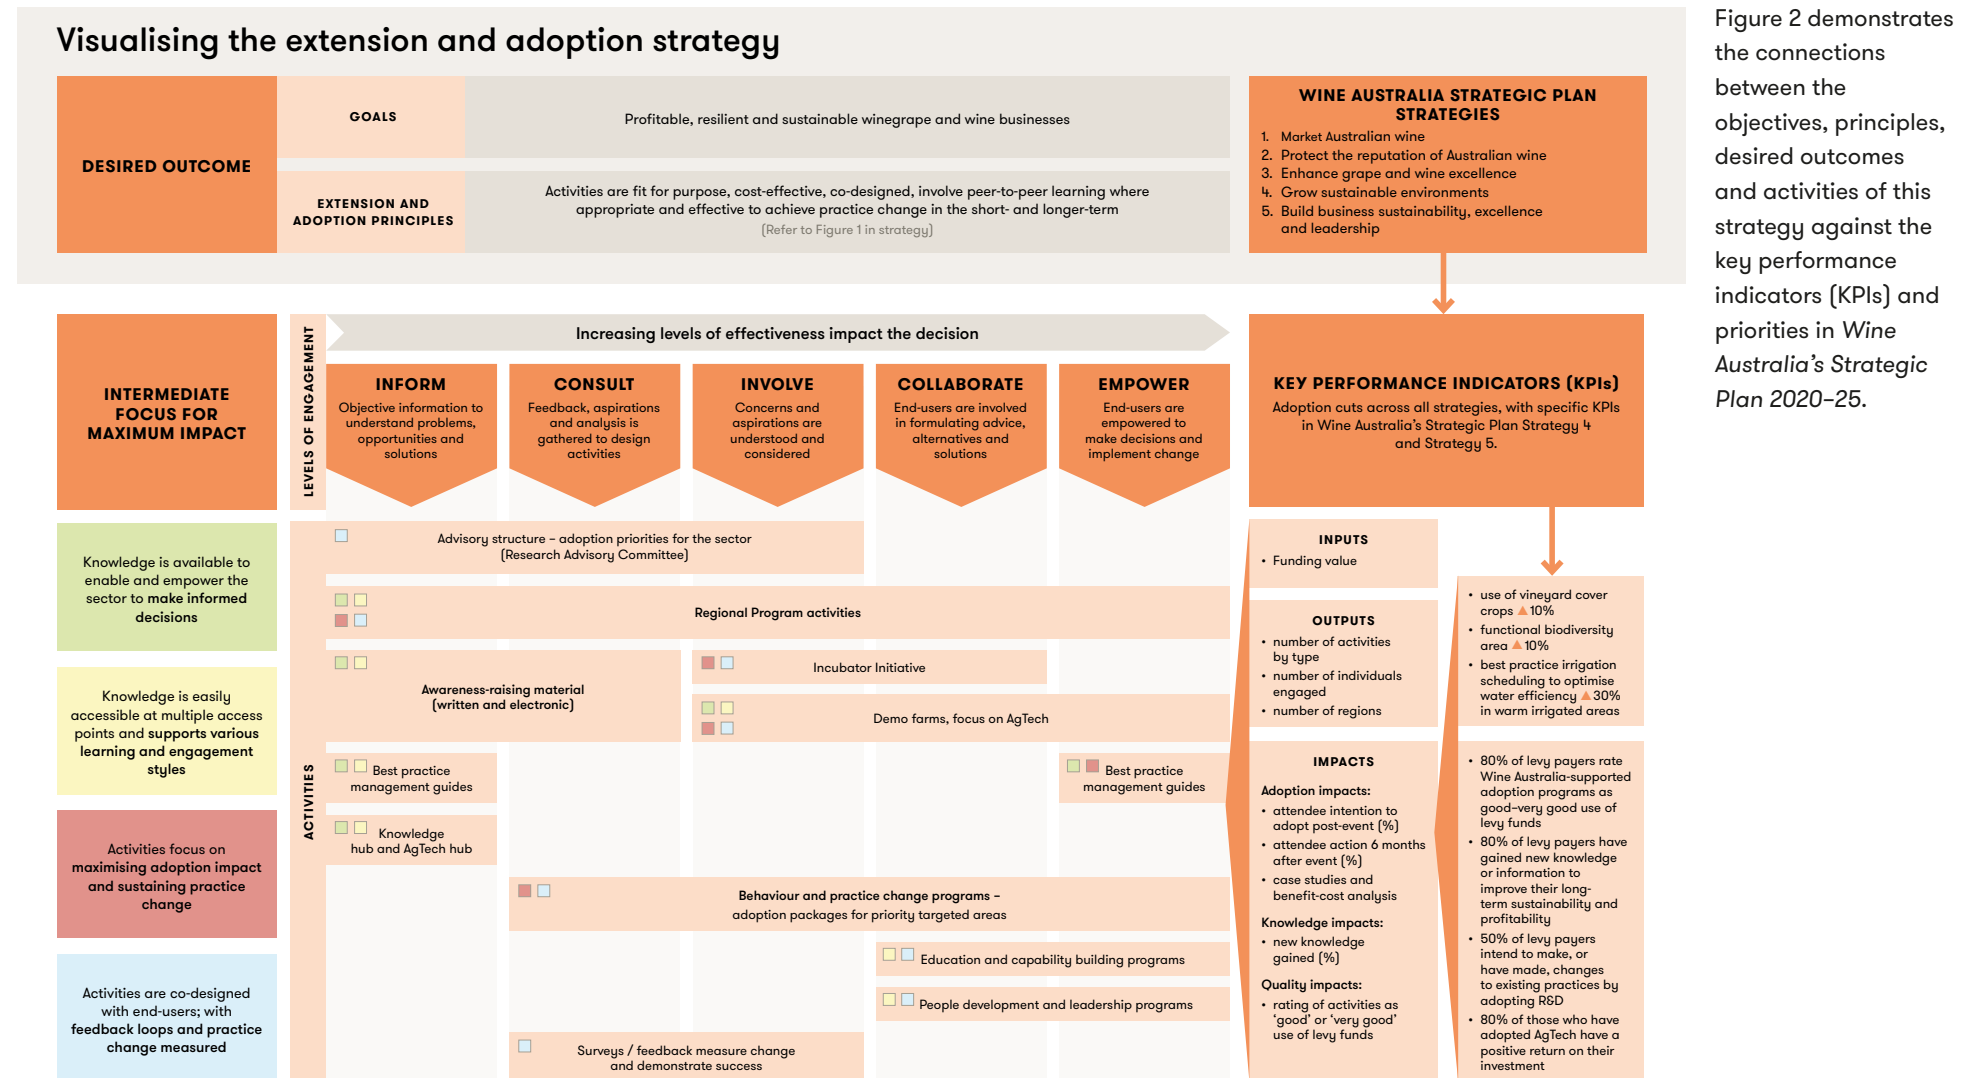 Visualising the extension and adoption strategy
DESIRED OUTCOME
GOALS
Profitable, resilient and sustainable winegrape and wine businesses
EXTENSION AND
ADOPTION PRINCIPLES
Activities are fit for purpose, cost-effective, co-designed, involve peer-to-peer learning where
appropriate and effective to achieve practice change in the short- and longer-term
(Refer to Figure 1 in strategy)
WINE AUSTRALIA STRATEGIC PLAN
STRATEGIES
1. Market Australian wine
2. Protect the reputation of Australian wine
3. Enhance grape and wine excellence
4. Grow sustainable environments
5. Build business sustainability, excellence
and leadership
Figure 2 demonstrates
the connections
between the
objectives, principles,
desired outcomes
and activities of this
strategy against the
key performance
indicators (KPIs) and
priorities in Wine
Australia's Strategic
Plan 2020–25.
INTERMEDIATE
FOCUS FOR
MAXIMUM IMPACT
LEVELS OF ENGAGEMENT
Increasing levels of effectiveness impact the decision
INFORM
Objective information to
understand problems,
opportunities and
solutions
CONSULT
Feedback, aspirations
and analysis is
gathered to design
activities
INVOLVE
Concerns and
aspirations are
understood and
considered
COLLABORATE
End-users are involved
in formulating advice,
alternatives and
solutions
EMPOWER
End-users are
empowered to
make decisions and
implement change
KEY PERFORMANCE INDICATORS (KPIs)
Adoption cuts across all strategies, with specific KPIs
in Wine Australia's Strategic Plan Strategy 4
and Strategy 5.
Knowledge is available to
enable and empower the
sector to make informed
decisions
Knowledge is easily
accessible at multiple access
points and supports various
learning and engagement
styles
Activities focus on
maximising adoption impact
and sustaining practice
change
Activities are co-designed
with end-users; with
feedback loops and practice
change measured
ACTIVITIES
Advisory structure – adoption priorities for the sector
(Research Advisory Committee)
Regional Program activities
Awareness-raising material
(written and electronic)
Incubator Initiative
Demo farms, focus on AgTech
Best practice
management guides
Best practice
management guides
Knowledge
hub and AgTech hub
Behaviour and practice change programs –
adoption packages for priority targeted areas
Education and capability building programs
People development and leadership programs
Surveys / feedback measure change
and demonstrate success
INPUTS
• Funding value
OUTPUTS
• number of activities
by type
• number of individuals
engaged
• number of regions
IMPACTS
Adoption impacts:
• attendee intention to
adopt post-event (%)
• attendee action 6 months
after event (%)
• case studies and
benefit-cost analysis
Knowledge impacts:
• new knowledge
gained (%)
Quality impacts:
• rating of activities as
'good' or 'very good'
use of levy funds
• use of vineyard cover
crops ▲10%
• functional biodiversity
area ▲10%
• best practice irrigation
scheduling to optimise
water efficiency ▲30%
in warm irrigated areas
• 80% of levy payers rate
Wine Australia-supported
adoption programs as
good–very good use of
levy funds
• 80% of levy payers have
gained new knowledge
or information to
improve their long-
term sustainability and
profitability
• 50% of levy payers
intend to make, or
have made, changes
to existing practices by
adopting R&D
• 80% of those who have
adopted AgTech have a
positive return on their
investment